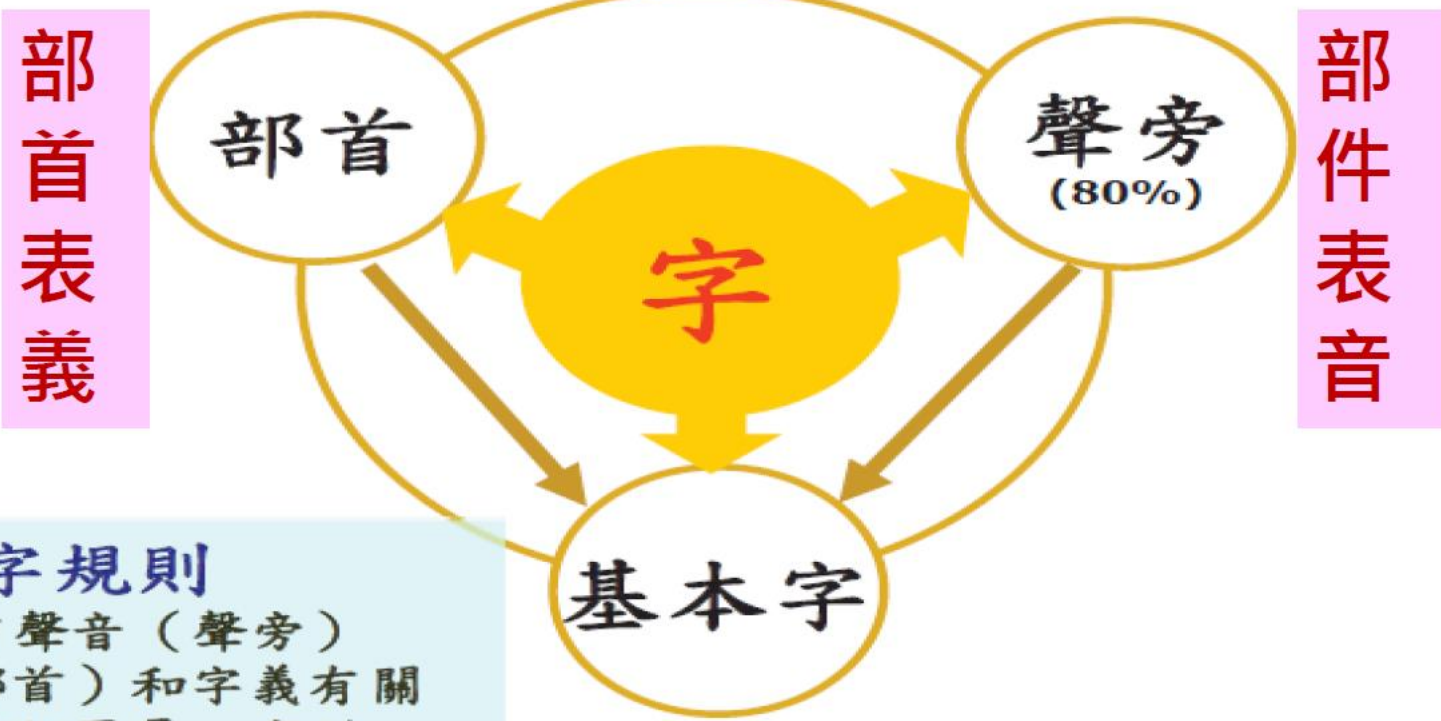 部首表義
部首
聲旁
(80%)
部件表音
字
基本字
字規則
聲音（聲旁）
首）和字義有關